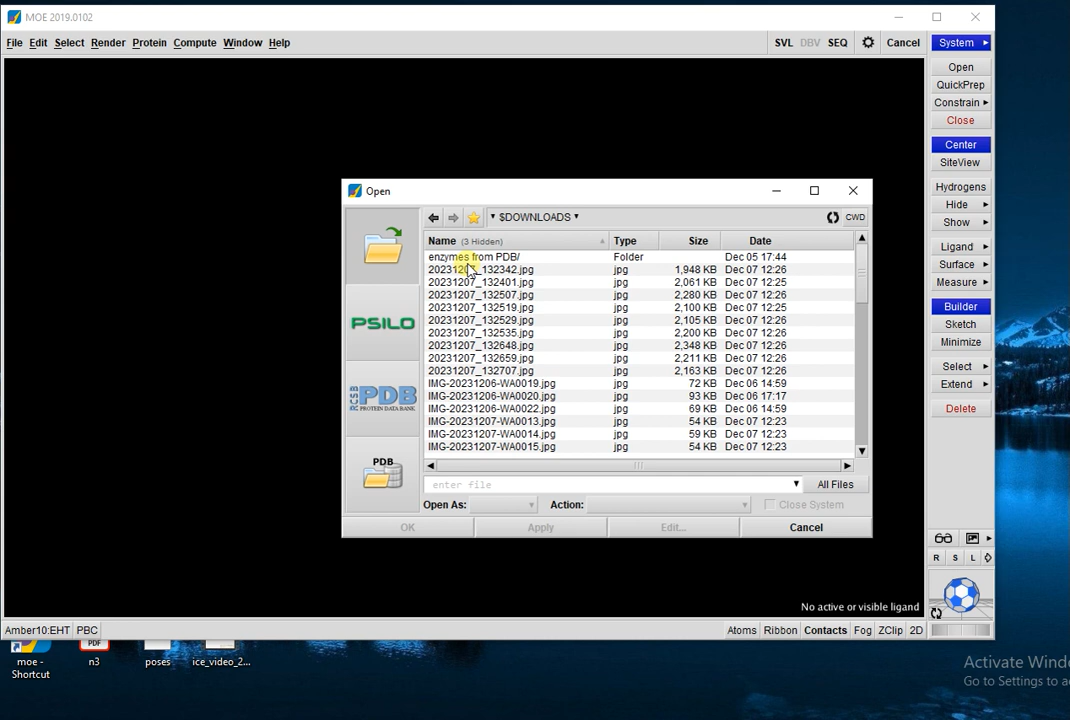 MOE 2019.0102
File Edit Select Render Protein Compute Window Help
SVL DBV SEQ Cancel
System
Open
QuickPrep
Constrain
Close
Center
SiteView
Hydrogens
Hide
Show
Ligand
Surface
Measure
Builder
Sketch
Minimize
Select
Extend
Delete
R S L
Open
$DOWNLOADS CWD
Name (3 Hidden) Type Size Date
enzymes from PDB/ Folder Dec 05 17:44
20231207_132342.jpg jpg 1,948 KB Dec 07 12:26
20231207_132401.jpg jpg 2,061 KB Dec 07 12:25
20231207_132507.jpg jpg 2,280 KB Dec 07 12:26
20231207_132519.jpg jpg 2,100 KB Dec 07 12:25
20231207_132529.jpg jpg 2,105 KB Dec 07 12:26
20231207_132535.jpg jpg 2,200 KB Dec 07 12:26
20231207_132648.jpg jpg 2,348 KB Dec 07 12:26
20231207_132659.jpg jpg 2,211 KB Dec 07 12:26
20231207_132707.jpg jpg 2,163 KB Dec 07 12:26
IMG-20231206-WA0019.jpg jpg 72 KB Dec 06 14:59
IMG-20231206-WA0020.jpg jpg 93 KB Dec 06 17:17
IMG-20231206-WA0022.jpg jpg 69 KB Dec 06 14:59
IMG-20231207-WA0013.jpg jpg 54 KB Dec 07 12:23
IMG-20231207-WA0014.jpg jpg 59 KB Dec 07 12:23
IMG-20231207-WA0015.jpg jpg 54 KB Dec 07 12:23
PSILO
RCSB PDB
PROTEIN DATA BANK
PDB
enter file All Files
Open As: Action: Close System
OK Apply Edit... Cancel
No active or visible ligand
Amber10:EHT PBC Atoms Ribbon Contacts Fog ZClip 2D
PDF
moe - n3 poses ice_video_2...
Shortcut
Activate Windo
Go to Settings to a